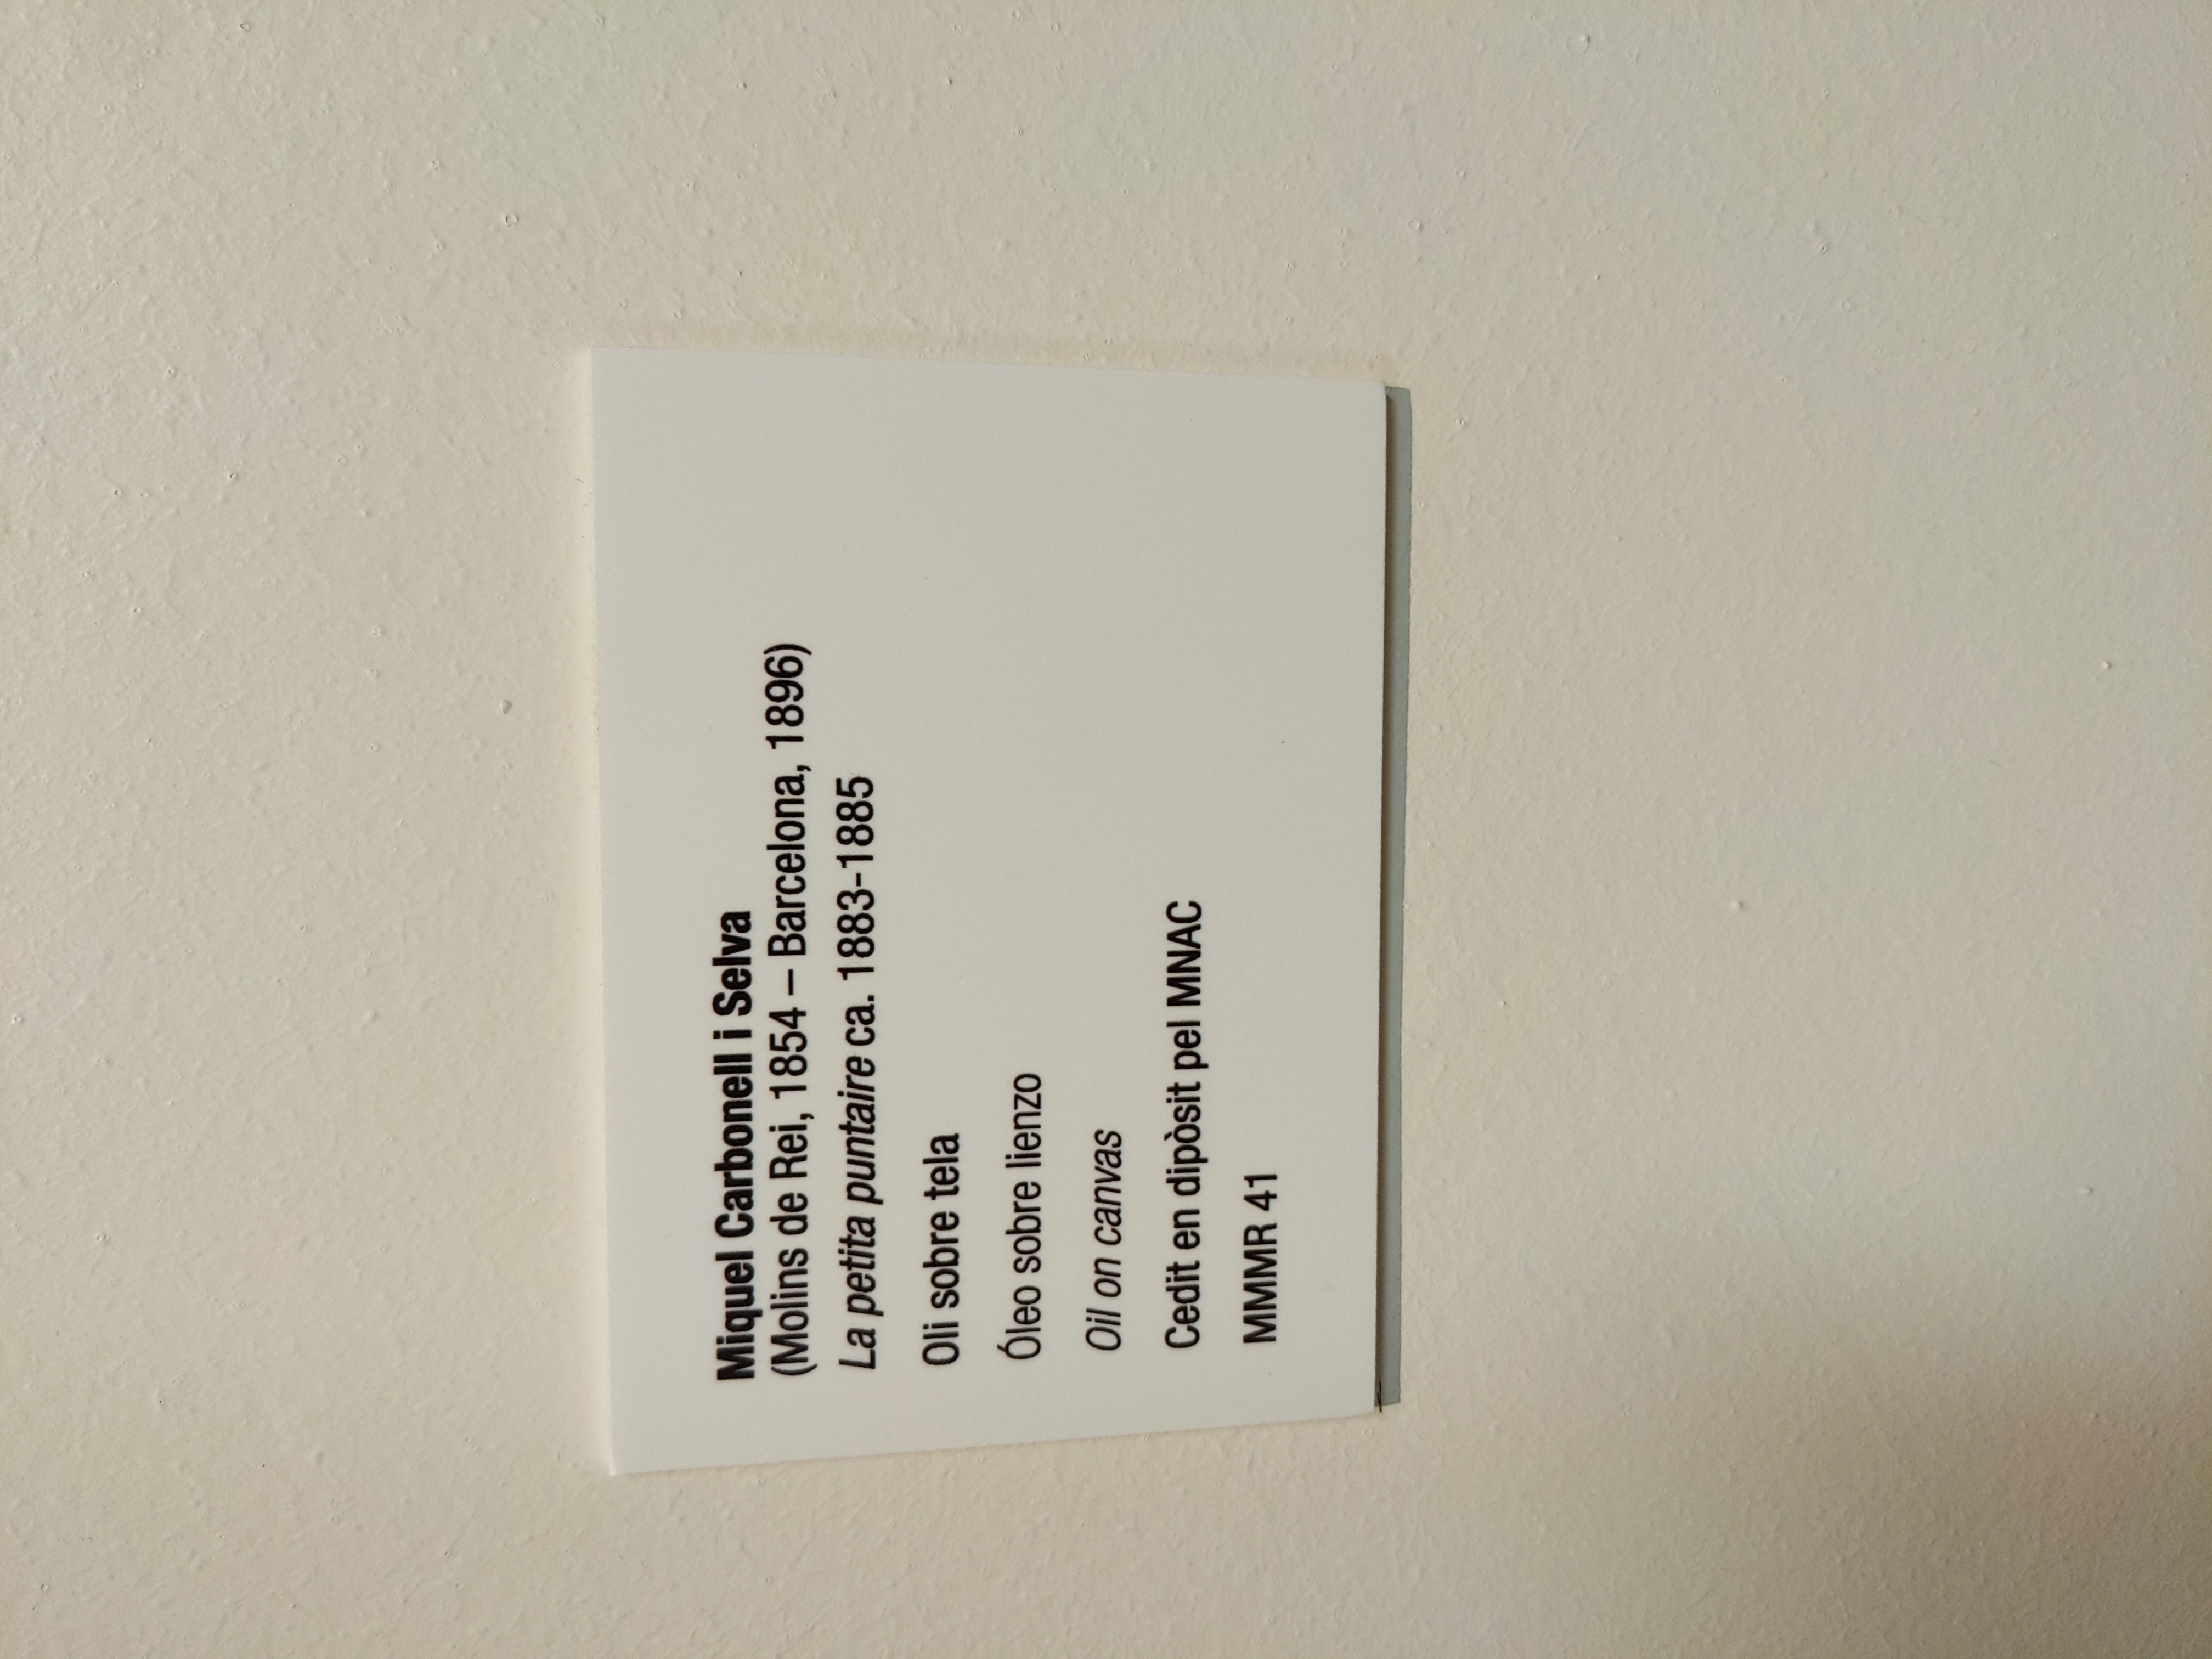 Miquel Carbonell i Selva
(Molins de Rei, 1854 – Barcelona, 1896)
La petita puntaire ca. 1883-1885
Oli sobre tela
Óleo sobre lienzo
Oil on canvas
Cedit en dipòsit pel MNAC
MMMR 41